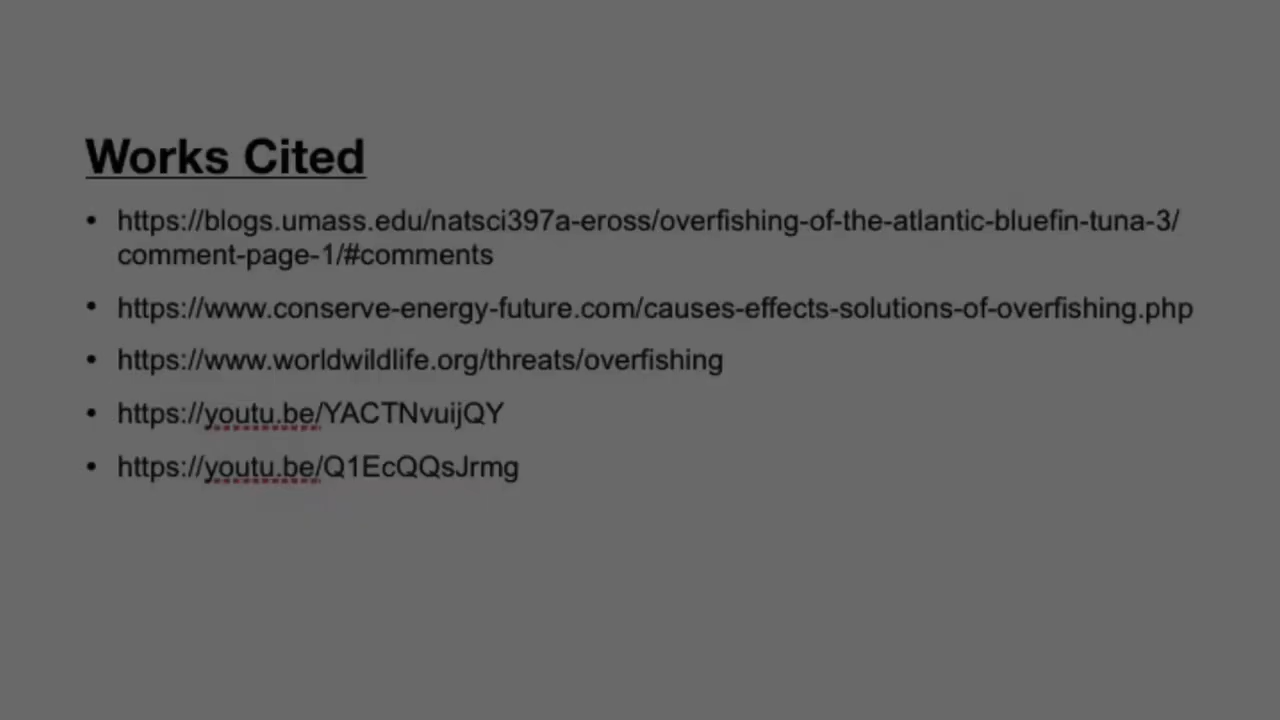 Works Cited
• https://blogs.umass.edu/natsci397a-eross/overfishing-of-the-atlantic-bluefin-tuna-3/
comment-page-1/#comments
• https://www.conserve-energy-future.com/causes-effects-solutions-of-overfishing.php
• https://www.worldwildlife.org/threats/overfishing
• https://youtu.be/YACTNvuijQY
• https://youtu.be/Q1EcQQsJrmg